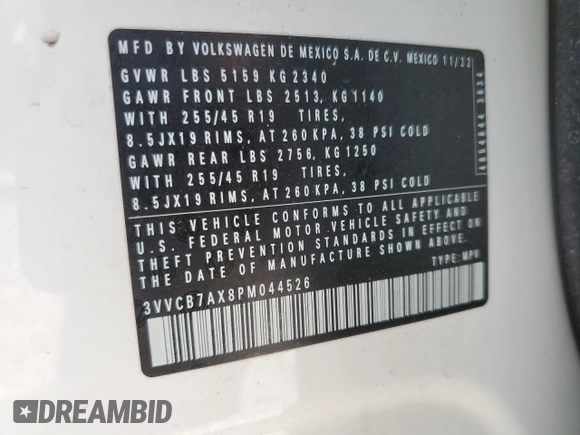 MFD BY VOLKSWAGEN DE MEXICO S.A. DE C.V. MEXICO 11/22
GVWR LBS 5159 KG 2340
GAWR FRONT LBS 2513, KG 1140
WITH 255/45 R19 TIRES,
8.5JX19 RIMS, AT 260 KPA, 38 PSI COLD
GAWR REAR LBS 2756, KG 1250
WITH 255/45 R19 TIRES,
8.5JX19 RIMS, AT 260 KPA, 38 PSI COLD
THIS VEHICLE CONFORMS TO ALL APPLICABLE
U.S. FEDERAL MOTOR VEHICLE SAFETY AND
THEFT PREVENTION STANDARDS IN EFFECT ON
THE DATE OF MANUFACTURE SHOWN ABOVE.
3VVCB7AX8PM044526 TYPE: MPV
DREAMBID